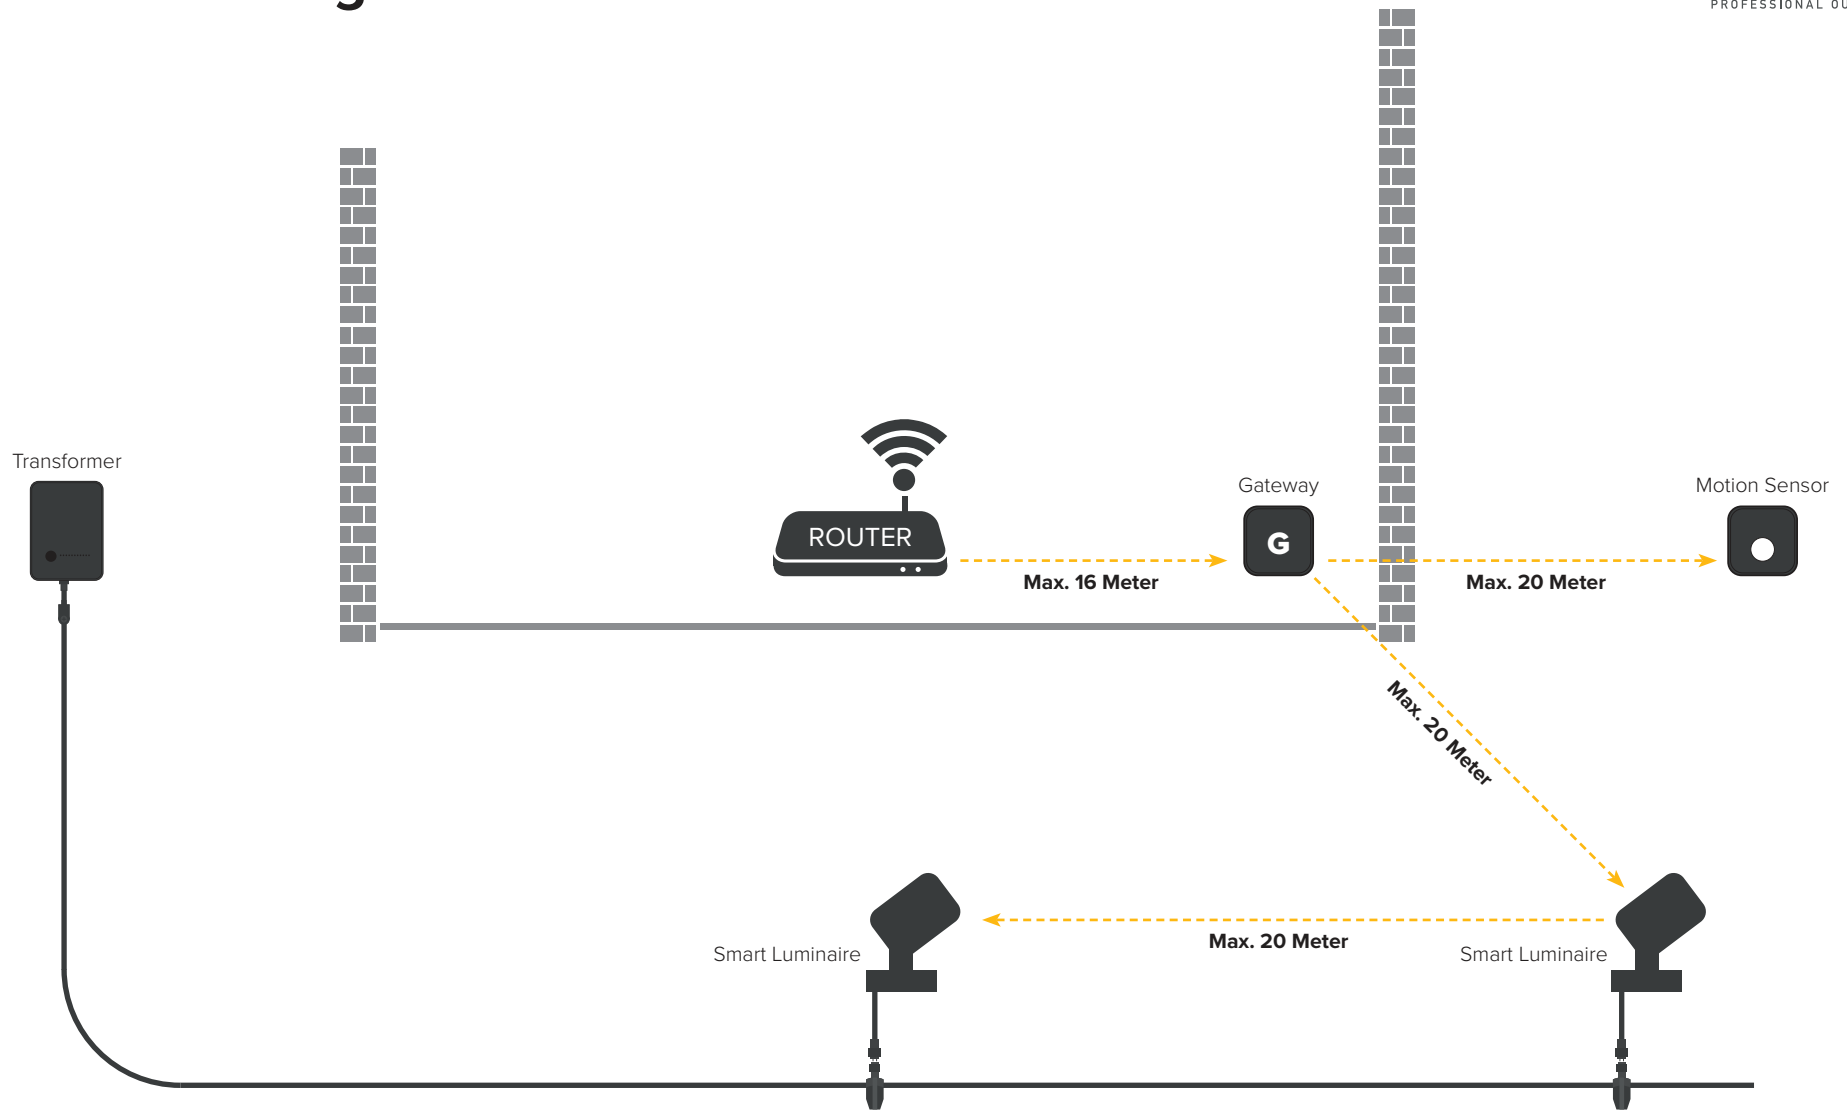 PROFESSIONAL
Transformer
Gateway
Motion Sensor
ROUTER
G
Max. 16 Meter
Max. 20 Meter
Max. 20 Meter
Max. 20 Meter
Smart Luminaire
Smart Luminaire